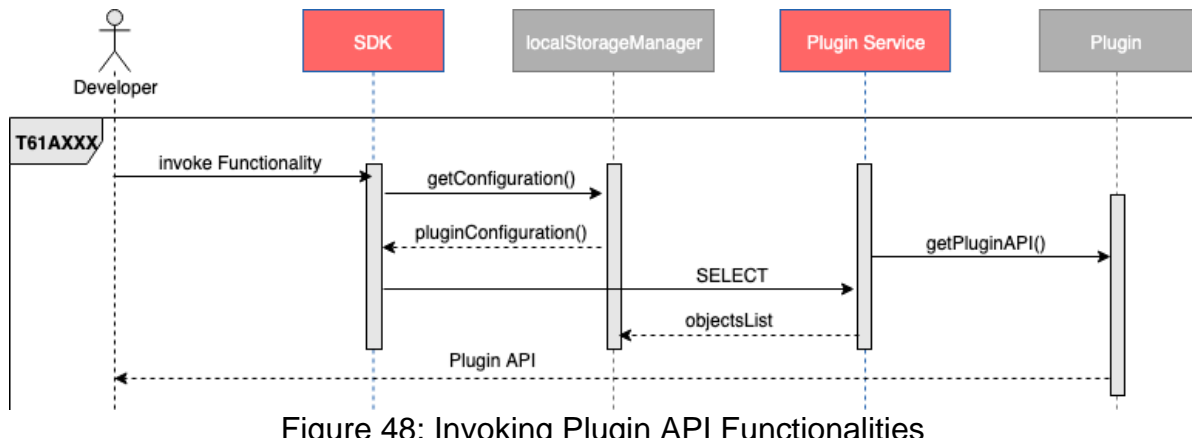 SDK
localStorageManager
Plugin Service
Plugin
Developer
T61AXXX
invoke Functionality
getConfiguration()
pluginConfiguration()
getPluginAPI()
SELECT
objectsList
Plugin API
Figure 48: Invoking Plugin API Functionalities